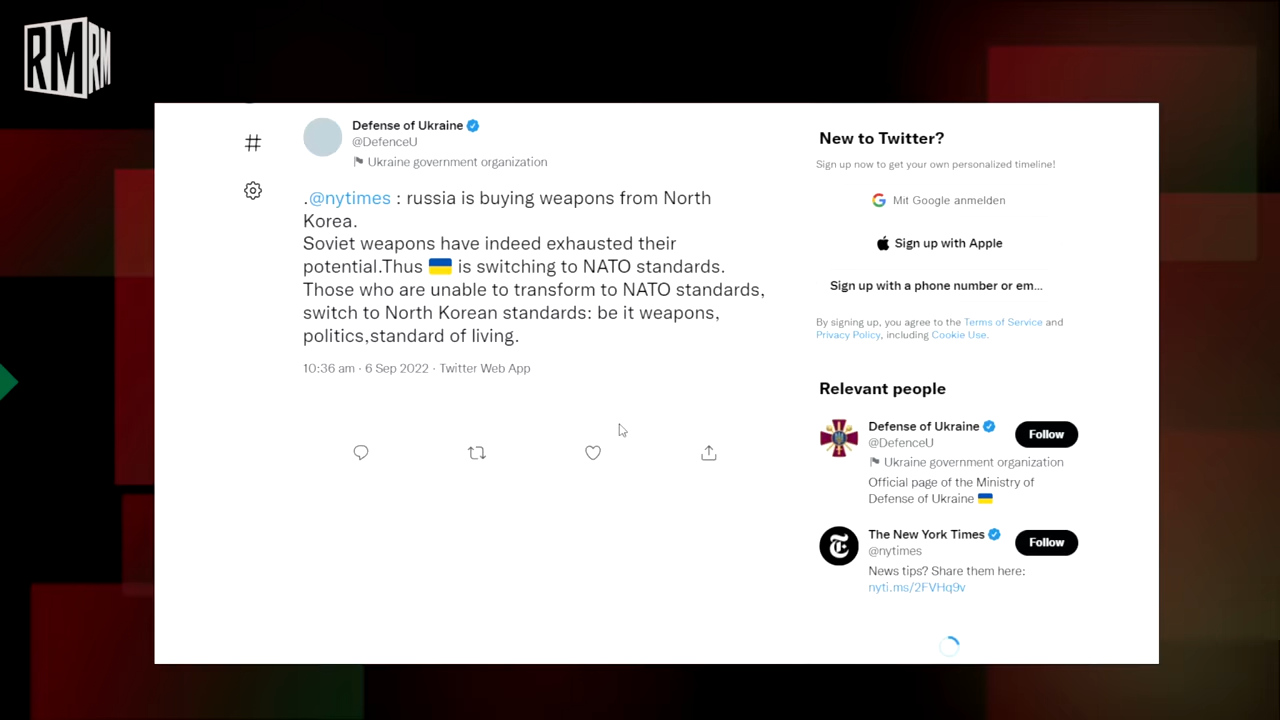 RM RM
Defense of Ukraine
@DefenceU
Ukraine government organization
.@nytimes : russia is buying weapons from North
Korea.
Soviet weapons have indeed exhausted their
potential.Thus 🇺🇦 is switching to NATO standards.
Those who are unable to transform to NATO standards,
switch to North Korean standards: be it weapons,
politics,standard of living.
10:36 am · 6 Sep 2022 · Twitter Web App
New to Twitter?
Sign up now to get your own personalized timeline!
Mit Google anmelden
Sign up with Apple
Sign up with a phone number or em...
By signing up, you agree to the Terms of Service and
Privacy Policy, including Cookie Use.
Relevant people
Defense of Ukraine
@DefenceU
Follow
Ukraine government organization
Official page of the Ministry of
Defense of Ukraine 🇺🇦
The New York Times
@nytimes
Follow
News tips? Share them here:
nyti.ms/2FVHq9v